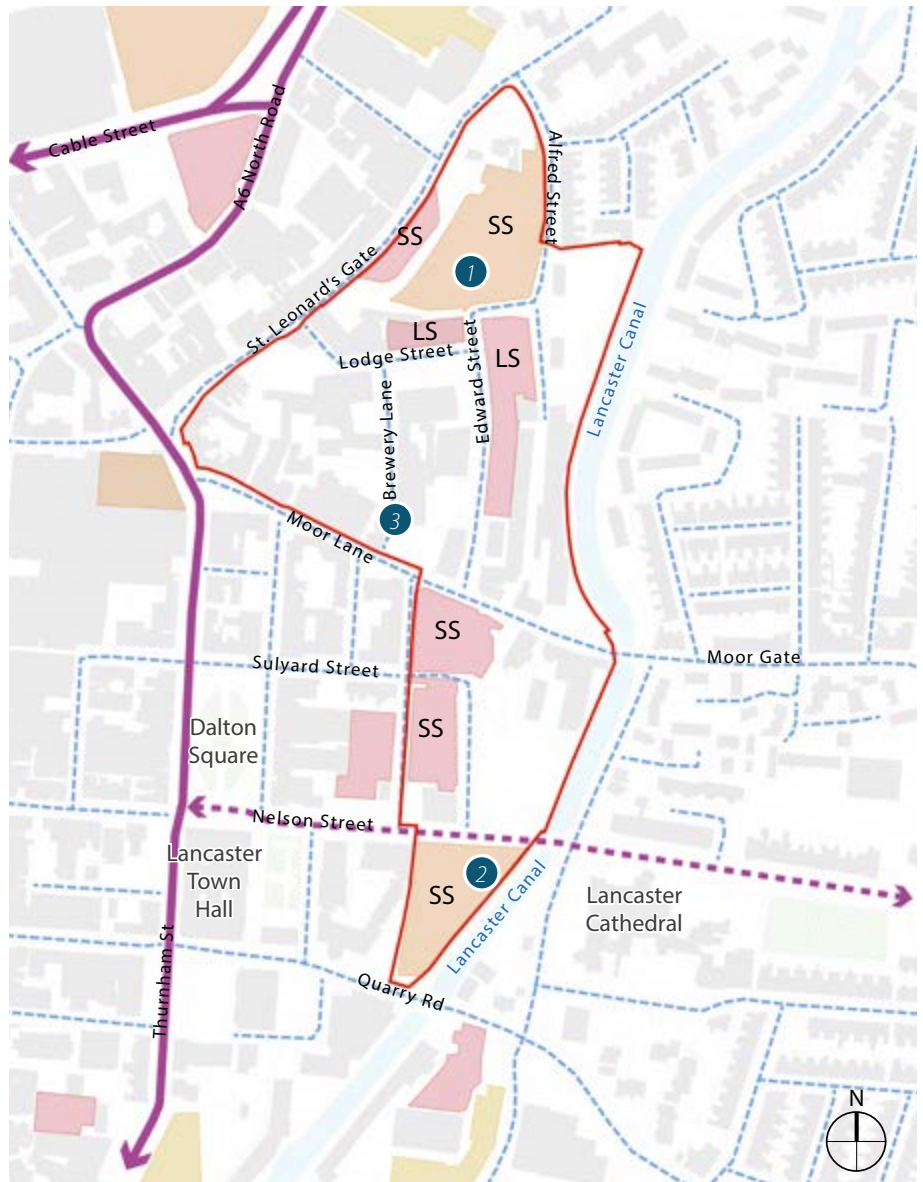 Cable Street
A6 North Road
Alfred Street
SS
SS
1
St. Leonard's Gate
Lancaster Canal
LS
Lodge Street
LS
Edward Street
Brewery Lane
3
Moor Lane
SS
Moor Gate
Sulyard Street
SS
Dalton
Square
Nelson Street
Lancaster
Town
Hall
2
SS
Lancaster Canal
Lancaster
Cathedral
Thurnham St
Quarry Rd
N